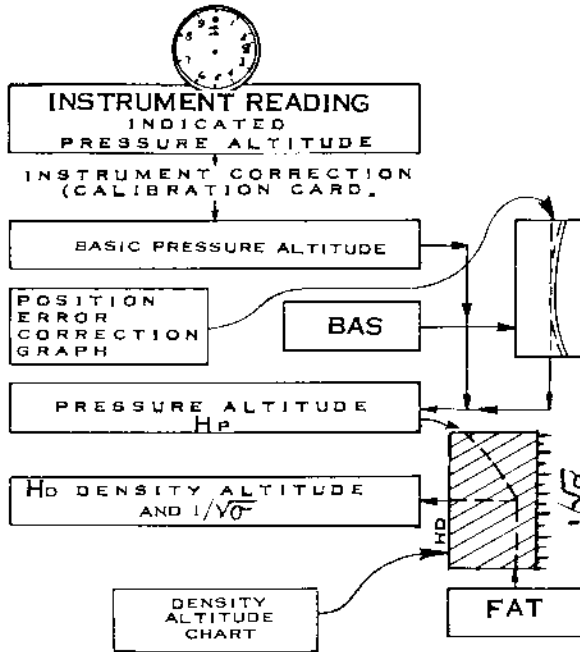 INSTRUMENT READING
INDICATED
PRESSURE ALTITUDE
INSTRUMENT CORRECTION
(CALIBRATION CARD.
BASIC PRESSURE ALTITUDE
POSITION
ERROR
CORRECTION
GRAPH
BAS
PRESSURE ALTITUDE
HP
HD DENSITY ALTITUDE
AND 1/√σ
HD
1/√σ
DENSITY
ALTITUDE
CHART
FAT